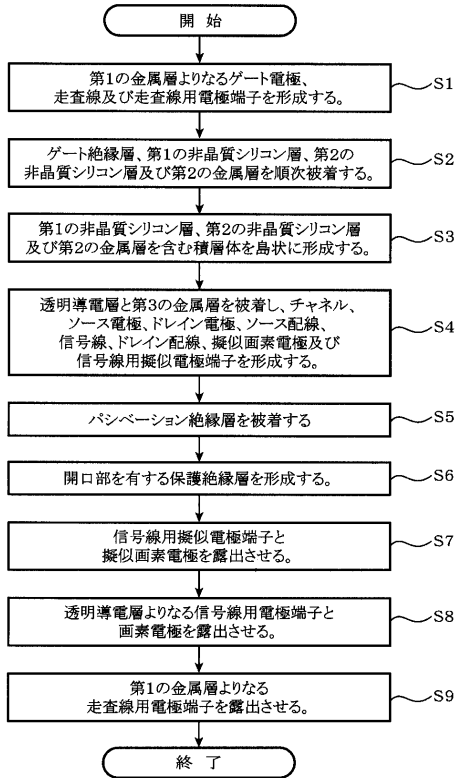 開 始
第1の金属層よりなるゲート電極、
走査線及び走査線用電極端子を形成する。
S1
ゲート絶縁層、第1の非晶質シリコン層、第2の
非晶質シリコン層及び第2の金属層を順次被着する。
S2
第1の非晶質シリコン層、第2の非晶質シリコン層
及び第2の金属層を含む積層体を島状に形成する。
S3
透明導電層と第3の金属層を被着し、チャネル、
ソース電極、ドレイン電極、ソース配線、
信号線、ドレイン配線、擬似画素電極及び
信号線用擬似電極端子を形成する。
S4
パシベーション絶縁層を被着する
S5
開口部を有する保護絶縁層を形成する。
S6
信号線用擬似電極端子と
擬似画素電極を露出させる。
S7
透明導電層よりなる信号線用電極端子と
画素電極を露出させる。
S8
第1の金属層よりなる
走査線用電極端子を露出させる。
S9
終 了